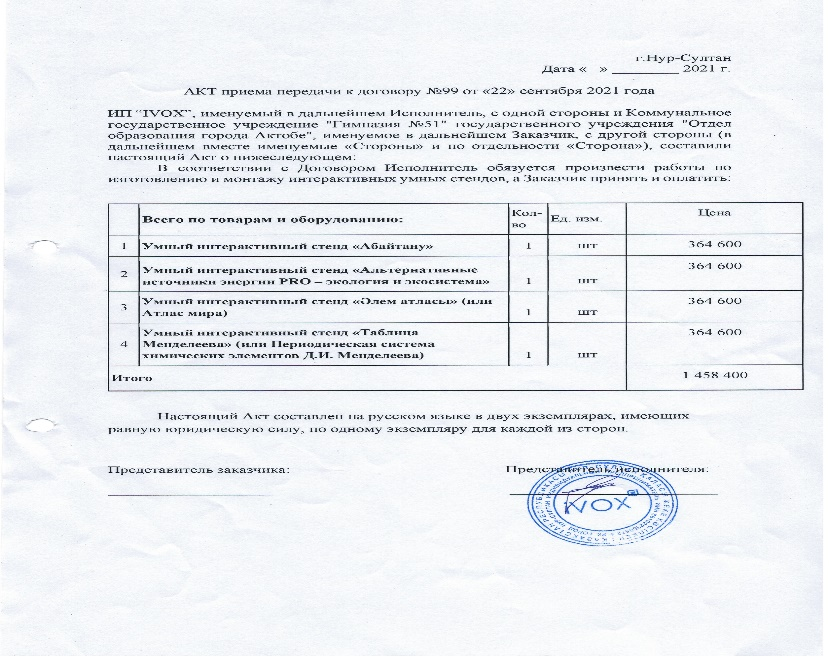 г.Нур-Султан
Дата « » __________ 2021 г.
АКТ приема передачи к договору №99 от «22» сентября 2021 года
ИП "IVOX", именуемый в дальнейшем Исполнитель, с одной стороны и Коммунальное
государственное учреждение "Гимназия №51" государственного учреждения "Отдел
образования города Актобе", именуемое в дальнейшем Заказчик, с другой стороны (в
дальнейшем вместе именуемые «Стороны» и по отдельности «Сторона»), составили
настоящий Акт о нижеследующем:
В соответствии с Договором Исполнитель обязуется произвести работы по
изготовлению и монтажу интерактивных умных стендов, а Заказчик принять и оплатить:
Всего по товарам и оборудованию: Кол-во Ед. изм. Цена
1 Умный интерактивный стенд «Абайтану» 1 шт 364 600
2 Умный интерактивный стенд «Альтернативные
источники энергии PRO – экология и экосистема» 1 шт 364 600
3 Умный интерактивный стенд «Әлем атласы» (или
Атлас мира) 1 шт 364 600
4 Умный интерактивный стенд «Таблица
Менделеева» (или Периодическая система
химических элементов Д.И. Менделеева) 1 шт 364 600
Итого 1 458 400
Настоящий Акт составлен на русском языке в двух экземплярах, имеющих
равную юридическую силу, по одному экземпляру для каждой из сторон.
Представитель заказчика: Представитель исполнителя:
IVOX